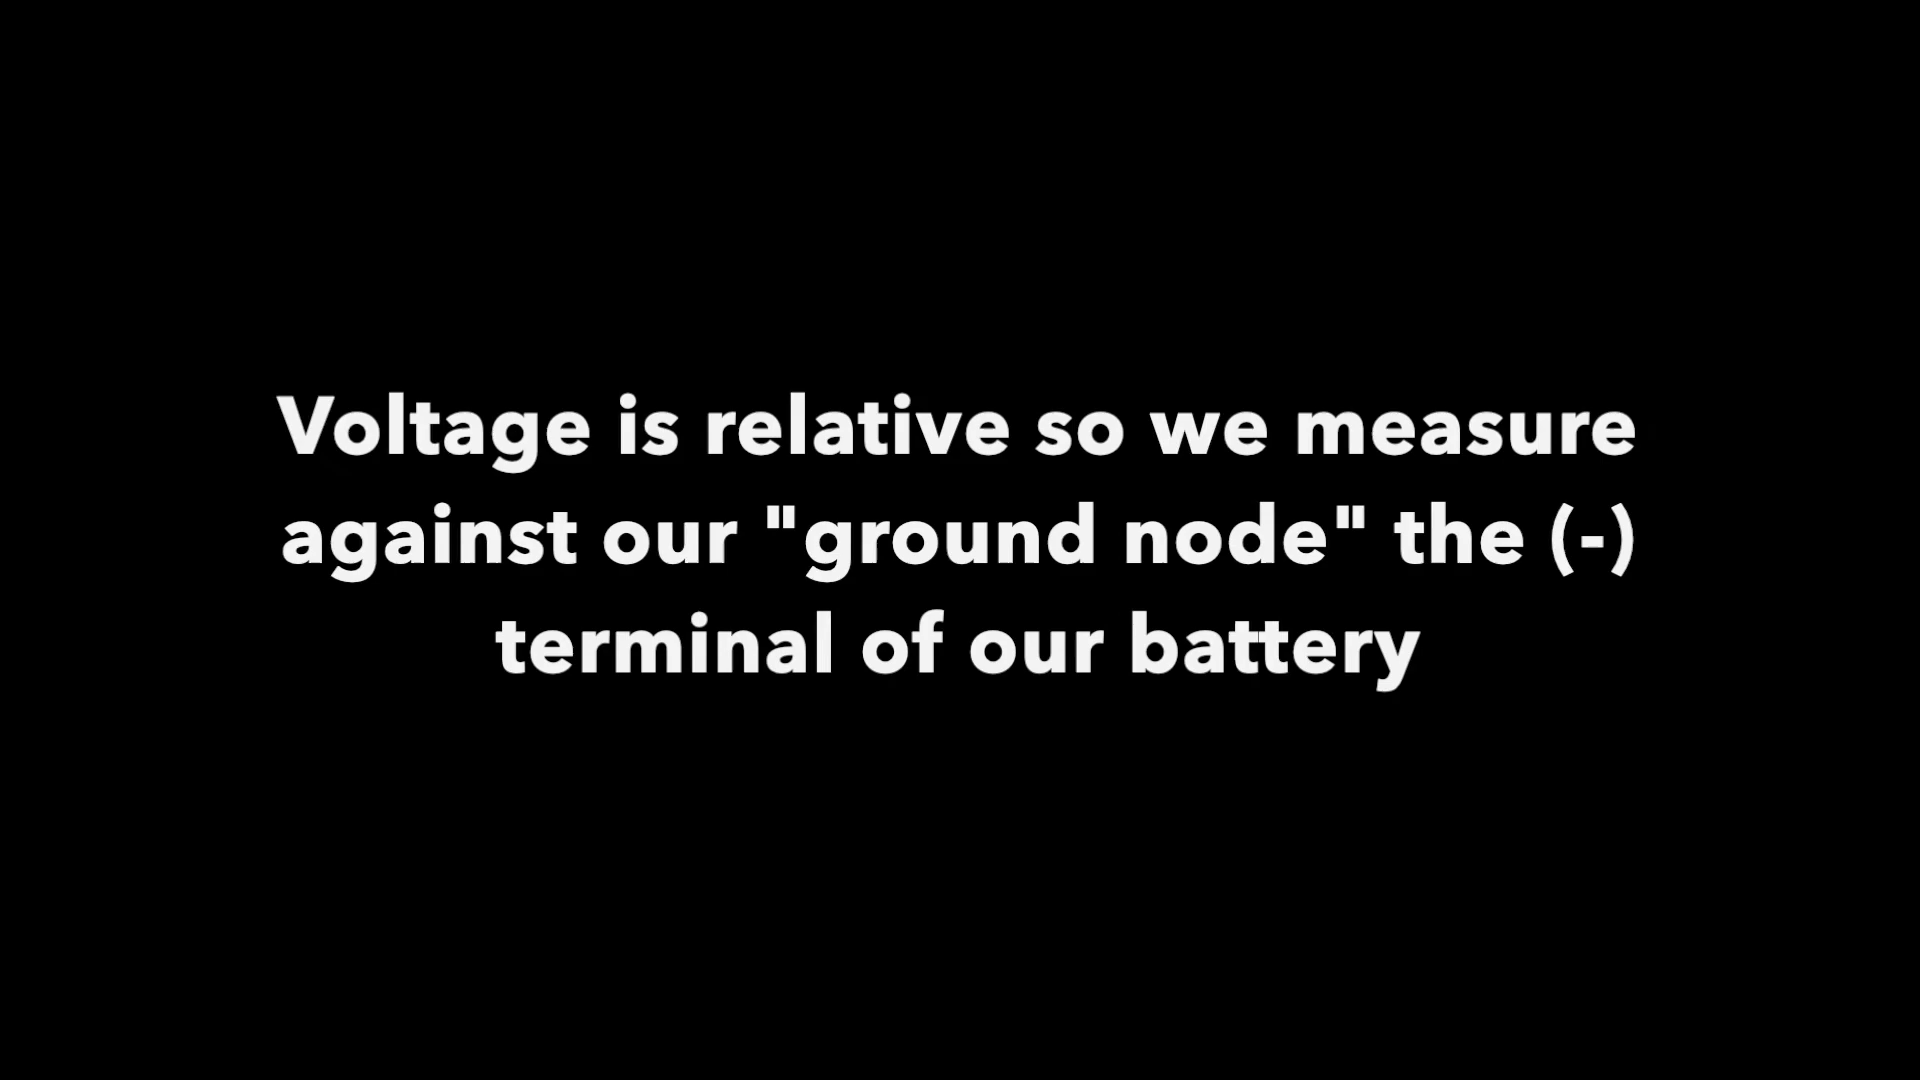 Voltage is relative so we measure
against our "ground node" the (-)
terminal of our battery